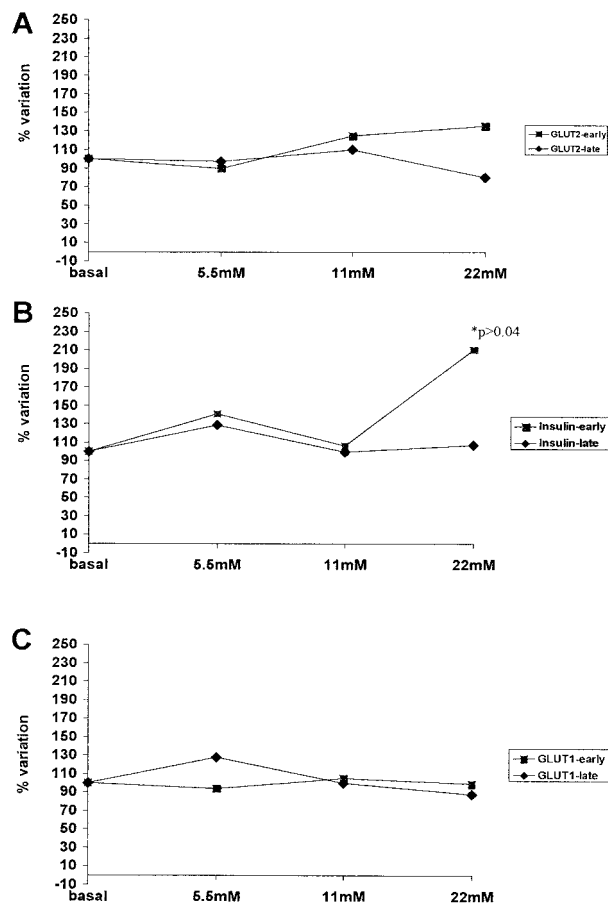 A
% variation
250
230
210
190
170
150
130
110
90
70
50
30
10
-10
basal
5.5mM
11mM
22mM
GLUT2-early
GLUT2-late
B
% variation
250
230
210
190
170
150
130
110
90
70
50
30
10
-10
basal
5.5mM
11mM
22mM
*p>0.04
Insulin-early
Insulin-late
C
% variation
250
230
210
190
170
150
130
110
90
70
50
30
10
-10
basal
5.5mM
11mM
22mM
GLUT1-early
GLUT1-late